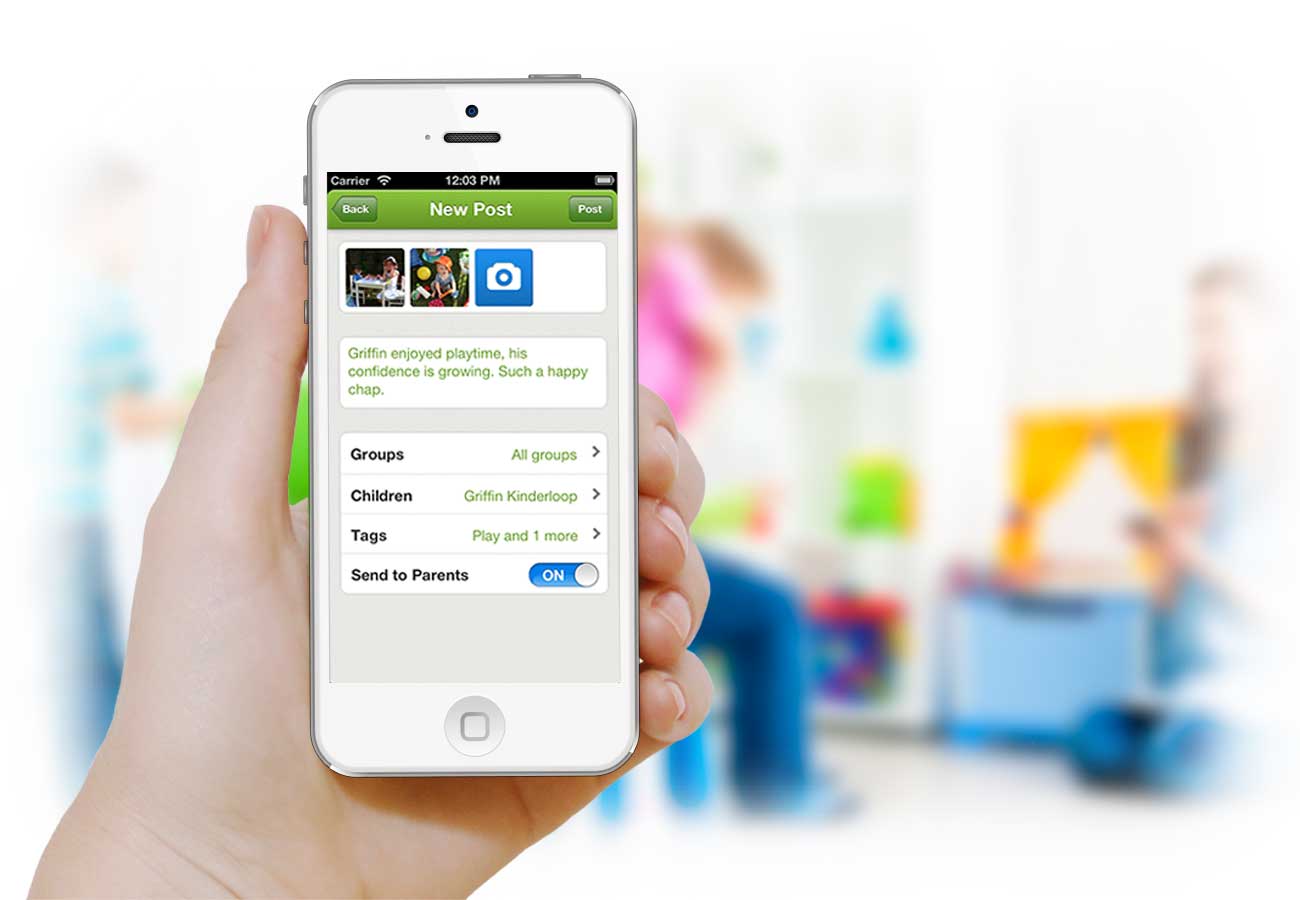 Carrier 12:03 PM
Back New Post Post
Griffin enjoyed playtime, his
confidence is growing. Such a happy
chap.
Groups All groups
Children Griffin Kinderloop
Tags Play and 1 more
Send to Parents ON